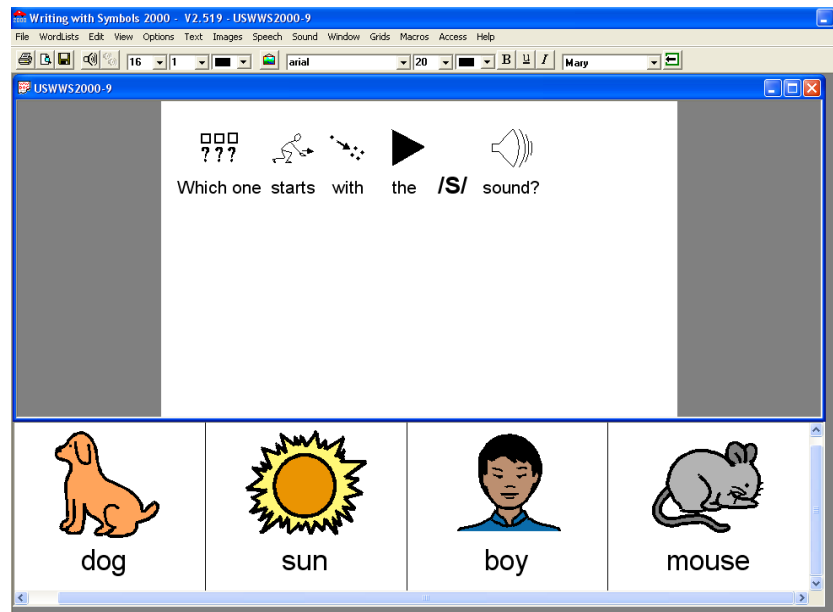 Writing with Symbols 2000 - V2.519 - USWWS2000-9
File WordLists Edit View Options Text Images Speech Sound Window Grids Macros Access Help
16 1 arial 20 B U I Mary
USWWS2000-9
???
Which one starts with the /S/ sound?
dog sun boy mouse